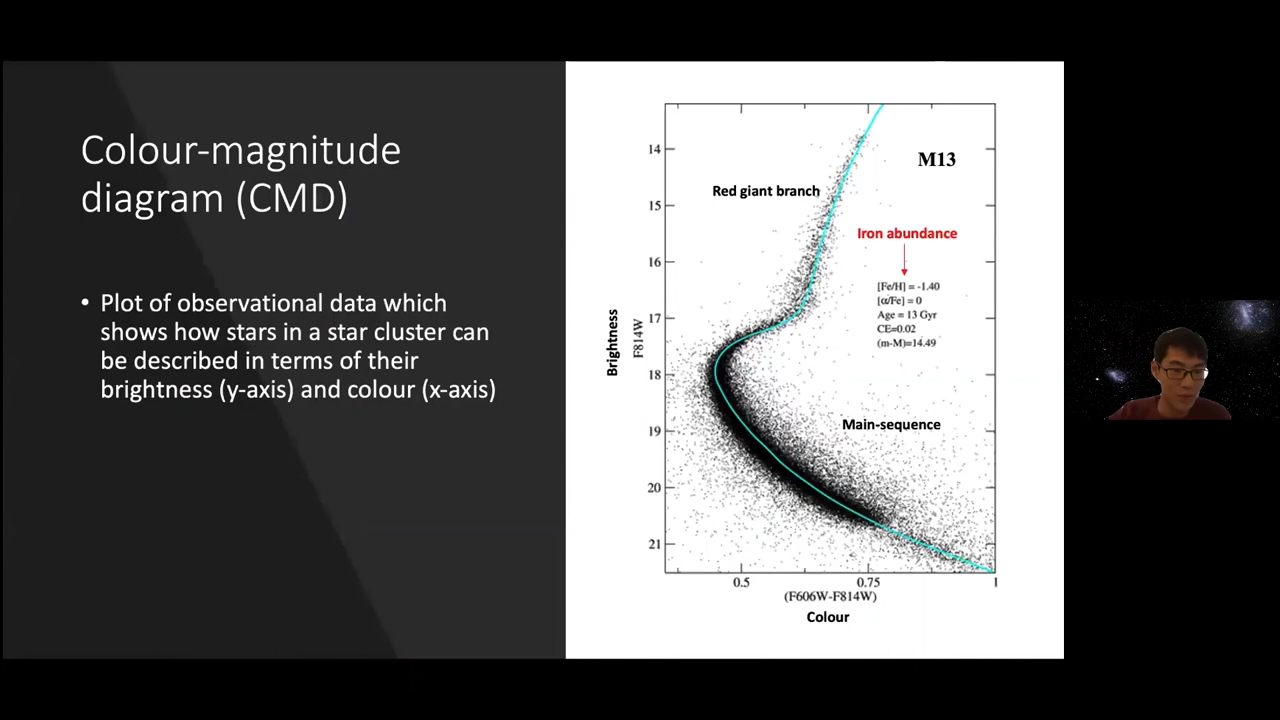 Colour-magnitude
diagram (CMD)
• Plot of observational data which
shows how stars in a star cluster can
be described in terms of their
brightness (y-axis) and colour (x-axis)
M13
Red giant branch
Iron abundance
[Fe/H] = -1.40
[α/Fe] = 0
Age = 13 Gyr
CE=0.02
(m-M)=14.49
Main-sequence
Brightness
F814W
14
15
16
17
18
19
20
21
0.5 0.75 1
(F606W-F814W)
Colour